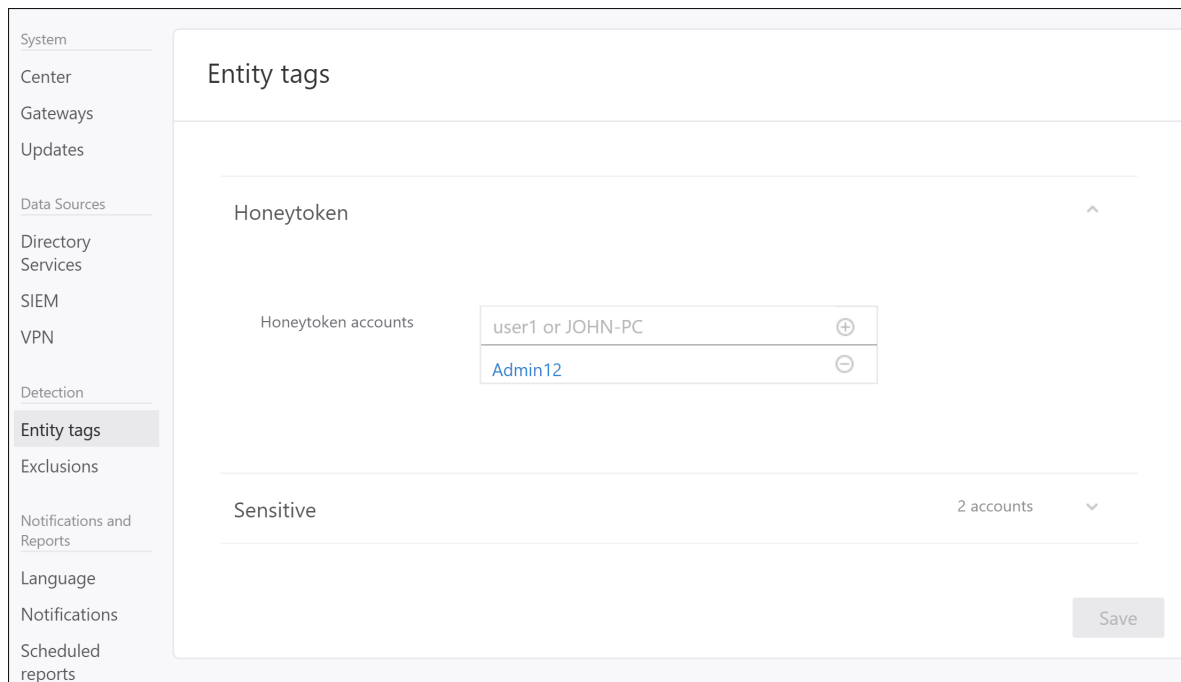 System
Center
Gateways
Updates
Data Sources
Directory
Services
SIEM
VPN
Detection
Entity tags
Exclusions
Notifications and
Reports
Language
Notifications
Scheduled
reports
Entity tags
Honeytoken
Honeytoken accounts
user1 or JOHN-PC
Admin12
Sensitive
2 accounts
Save